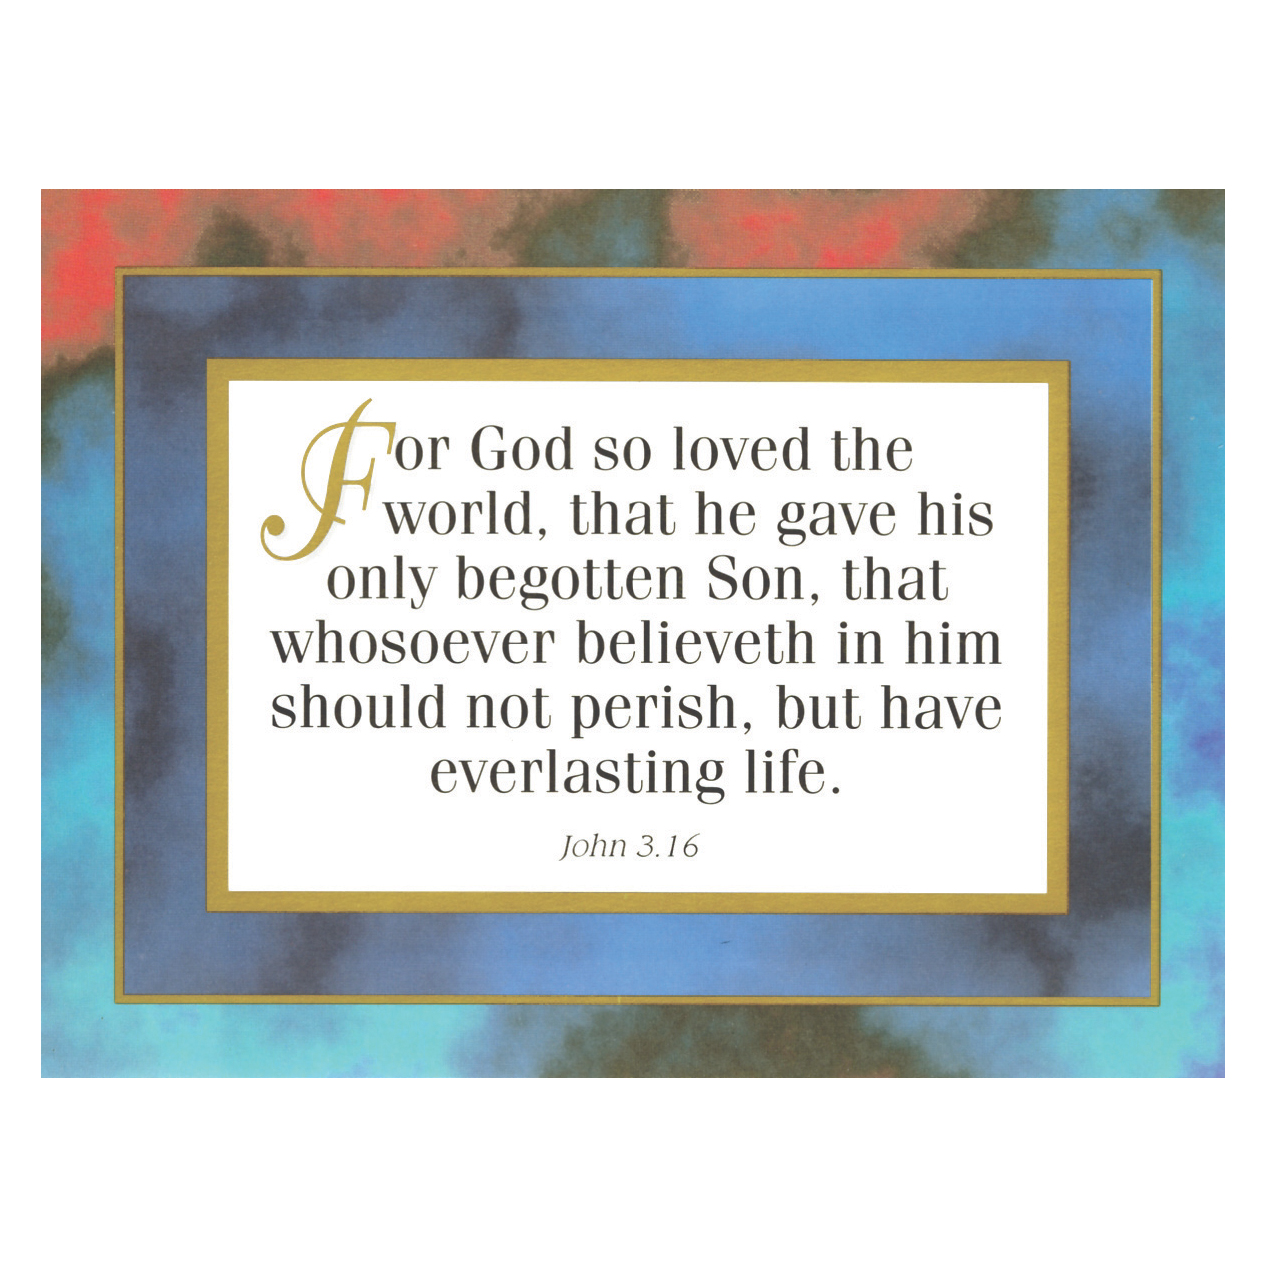 For God so loved the
world, that he gave his
only begotten Son, that
whosoever believeth in him
should not perish, but have
everlasting life.
John 3.16